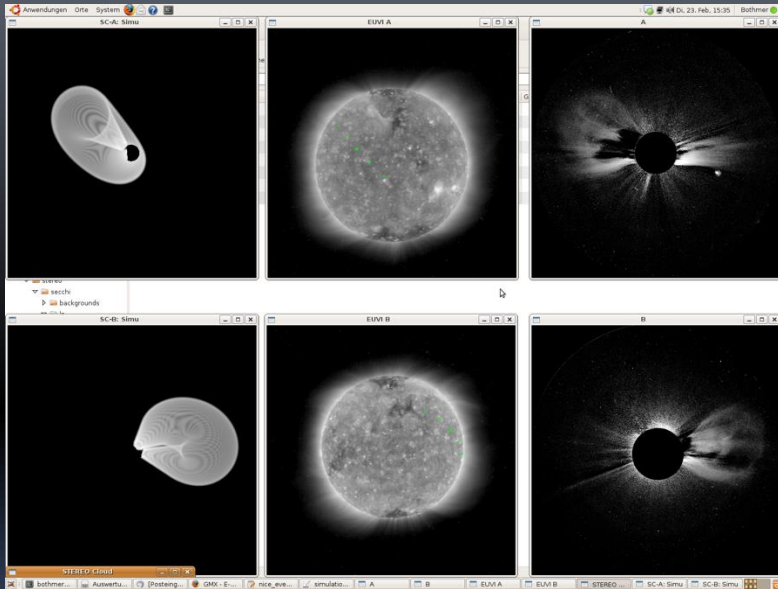 Anwendungen Orte System
Di, 23. Feb, 15:35 Bothmer
SC-A: Simu
EUVI A
A
stereo
secchi
backgrounds
SC-B: Simu
EUVI B
B
STEREO Cloud
bothmer... Auswertu... [Posteing... GMX - E-... nice_eve... simulatio... A B EUVI A EUVI B STEREO ... SC-A: Simu SC-B: Simu